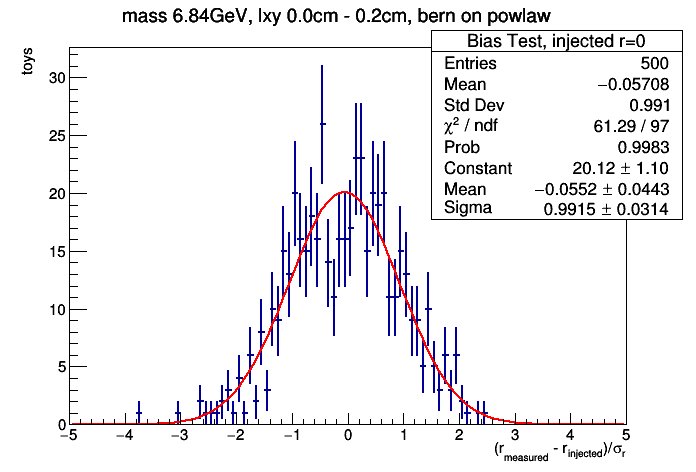 mass 6.84GeV, lxy 0.0cm - 0.2cm, bern on powlaw
Bias Test, injected r=0
Entries 500
Mean −0.05708
Std Dev 0.991
χ² / ndf 61.29 / 97
Prob 0.9983
Constant 20.12 ± 1.10
Mean −0.0552 ± 0.0443
Sigma 0.9915 ± 0.0314
toys
30
25
20
15
10
5
0
−5 −4 −3 −2 −1 0 1 2 3 4 5
(r_measured - r_injected)/σ_r